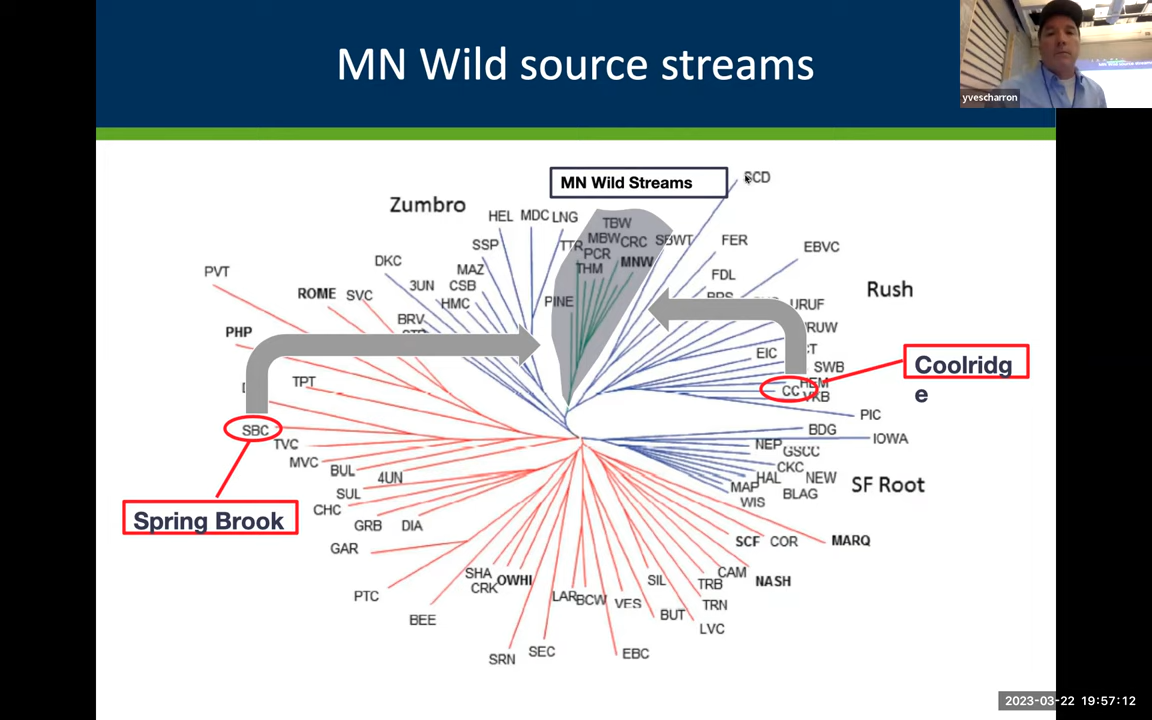 MN Wild source streams
yvescharron
MN Wild Streams
SCD
Zumbro
HEL
MDC
LNG
TBW
TTR
MBW
CRC
SBWT
FER
EBVC
SSP
PCR
MNW
DKC
MAZ
THM
FDL
PVT
3UN
CSB
ROME
SVC
HMC
PINE
URUF
Rush
BRV
PHP
EIC
SWB
Coolridg
e
TPT
HEM
CC
VKB
PIC
SBC
BDG
IOWA
TVC
NEP
GSCC
MVC
BUL
4UN
CKC
HAL
NEW
SF Root
SUL
MAP
BLAG
CHC
WIS
Spring Brook
GRB
DIA
GAR
SCF
COR
MARQ
SHA
OWHI
CRK
SIL
CAM
TRB
NASH
PTC
LAR
BCW
VES
TRN
BEE
BUT
LVC
SRN
SEC
EBC
2023-03-22 19:57:12